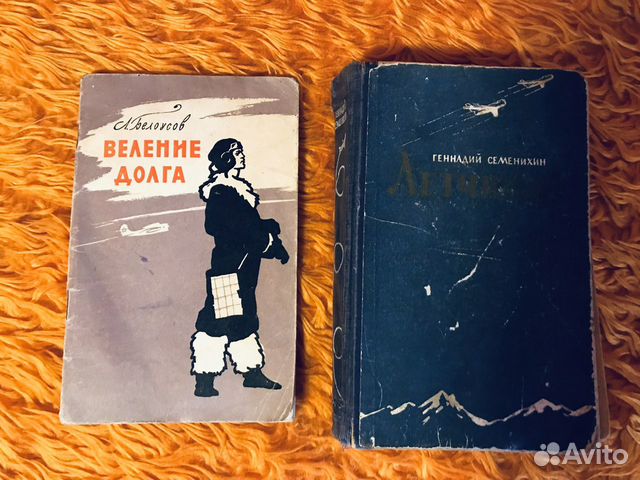 Л. Белоусов
ВЕЛЕНИЕ
ДОЛГА
ГЕННАДИЙ СЕМЕНИХИН
Avito